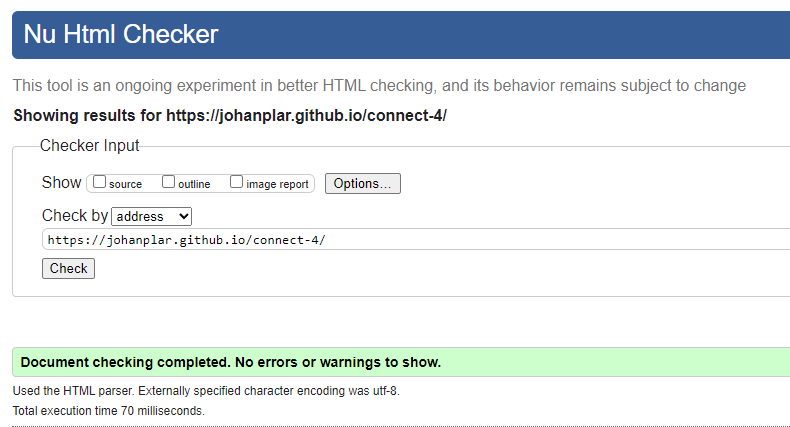 Nu Html Checker
This tool is an ongoing experiment in better HTML checking, and its behavior remains subject to change
Showing results for https://johanplar.github.io/connect-4/
Checker Input
Show source outline image report Options...
Check by address
https://johanplar.github.io/connect-4/
Check
Document checking completed. No errors or warnings to show.
Used the HTML parser. Externally specified character encoding was utf-8.
Total execution time 70 milliseconds.